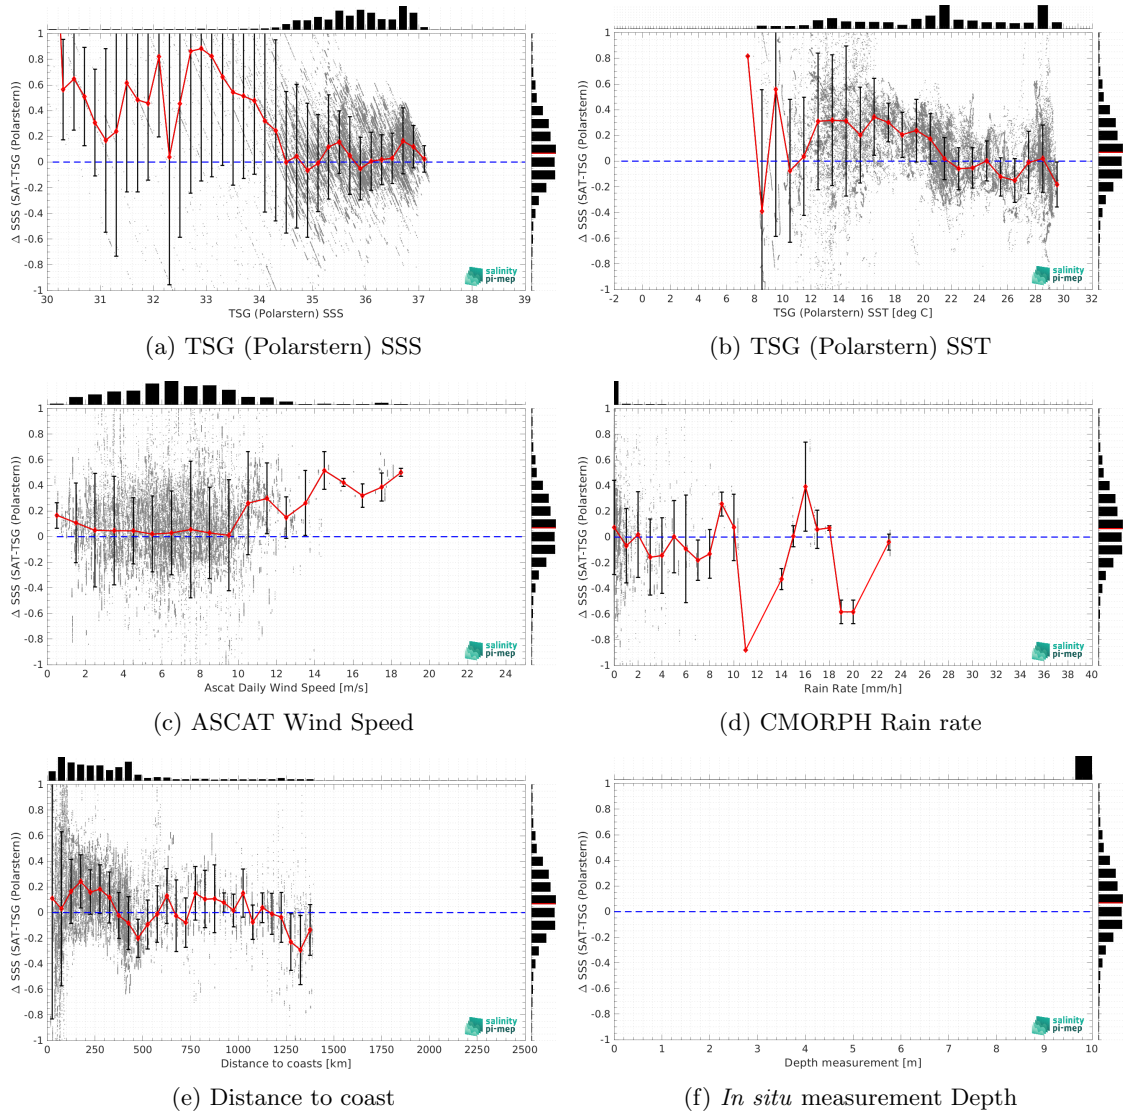 Δ SSS (SAT-TSG (Polarstern))
1
0.8
0.6
0.4
0.2
0
-0.2
-0.4
-0.6
-0.8
-1
30 31 32 33 34 35 36 37 38 39
TSG (Polarstern) SSS
salinity
pi-mep
(a) TSG (Polarstern) SSS
Δ SSS (SAT-TSG (Polarstern))
1
0.8
0.6
0.4
0.2
0
-0.2
-0.4
-0.6
-0.8
-1
-2 0 2 4 6 8 10 12 14 16 18 20 22 24 26 28 30 32
TSG (Polarstern) SST [deg C]
salinity
pi-mep
(b) TSG (Polarstern) SST
Δ SSS (SAT-TSG (Polarstern))
1
0.8
0.6
0.4
0.2
0
-0.2
-0.4
-0.6
-0.8
-1
0 2 4 6 8 10 12 14 16 18 20 22 24
Ascat Daily Wind Speed [m/s]
salinity
pi-mep
(c) ASCAT Wind Speed
Δ SSS (SAT-TSG (Polarstern))
1
0.8
0.6
0.4
0.2
0
-0.2
-0.4
-0.6
-0.8
-1
0 2 4 6 8 10 12 14 16 18 20 22 24 26 28 30 32 34 36 38 40
Rain Rate [mm/h]
salinity
pi-mep
(d) CMORPH Rain rate
Δ SSS (SAT-TSG (Polarstern))
1
0.8
0.6
0.4
0.2
0
-0.2
-0.4
-0.6
-0.8
-1
0 250 500 750 1000 1250 1500 1750 2000 2250 2500
Distance to coasts [km]
salinity
pi-mep
(e) Distance to coast
Δ SSS (SAT-TSG (Polarstern))
1
0.8
0.6
0.4
0.2
0
-0.2
-0.4
-0.6
-0.8
-1
0 1 2 3 4 5 6 7 8 9 10
Depth measurement [m]
salinity
pi-mep
(f) In situ measurement Depth